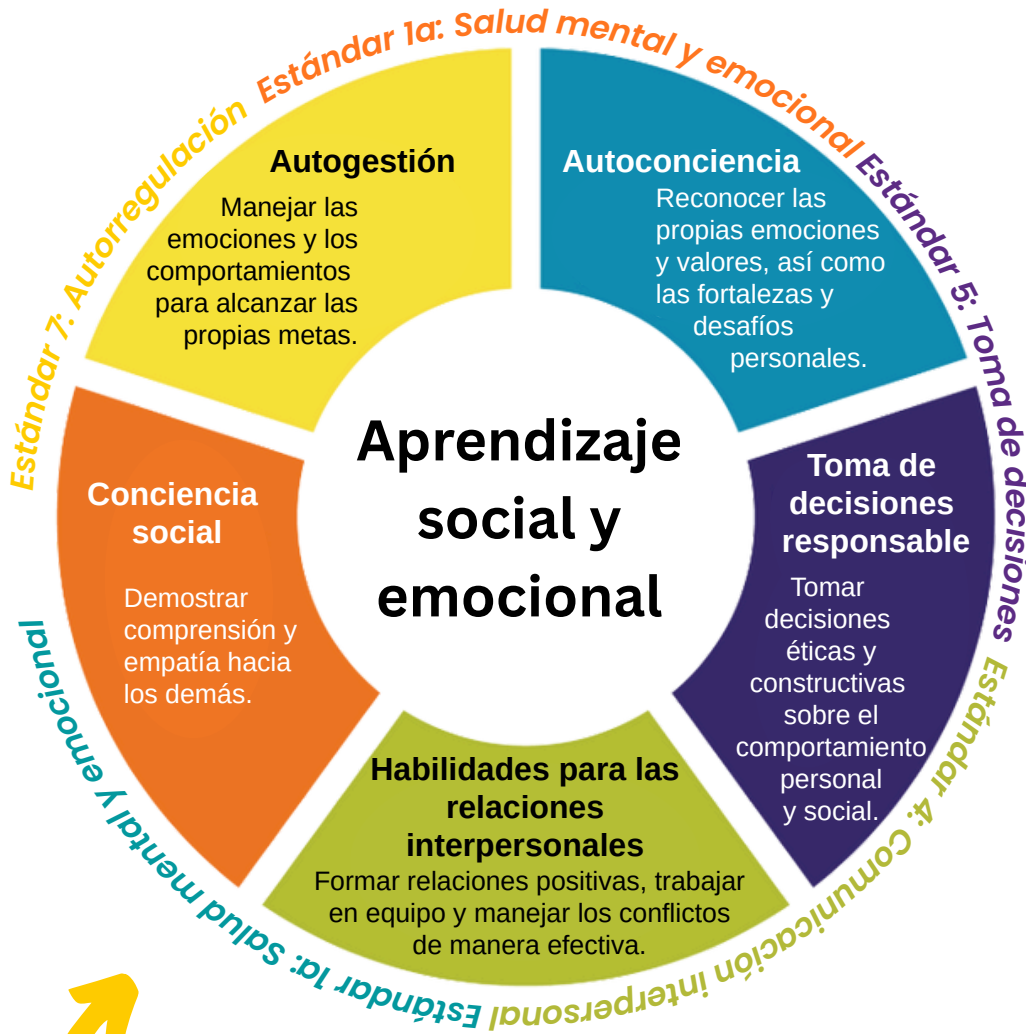 Estándar 1a: Salud mental y emocional
Estándar 5: Toma de decisiones
Estándar 4: Comunicación interpersonal
Estándar 1a: Salud mental y emocional
Estándar 7: Autorregulación
Autogestión
Manejar las
emociones y los
comportamientos
para alcanzar las
propias metas.
Autoconciencia
Reconocer las
propias emociones
y valores, así como
las fortalezas y
desafíos
personales.
Aprendizaje
social y
emocional
Conciencia
social
Demostrar
comprensión y
empatía hacia
los demás.
Toma de
decisiones
responsable
Tomar
decisiones
éticas y
constructivas
sobre el
comportamiento
personal
y social.
Habilidades para las
relaciones
interpersonales
Formar relaciones positivas, trabajar
en equipo y manejar los conflictos
de manera efectiva.